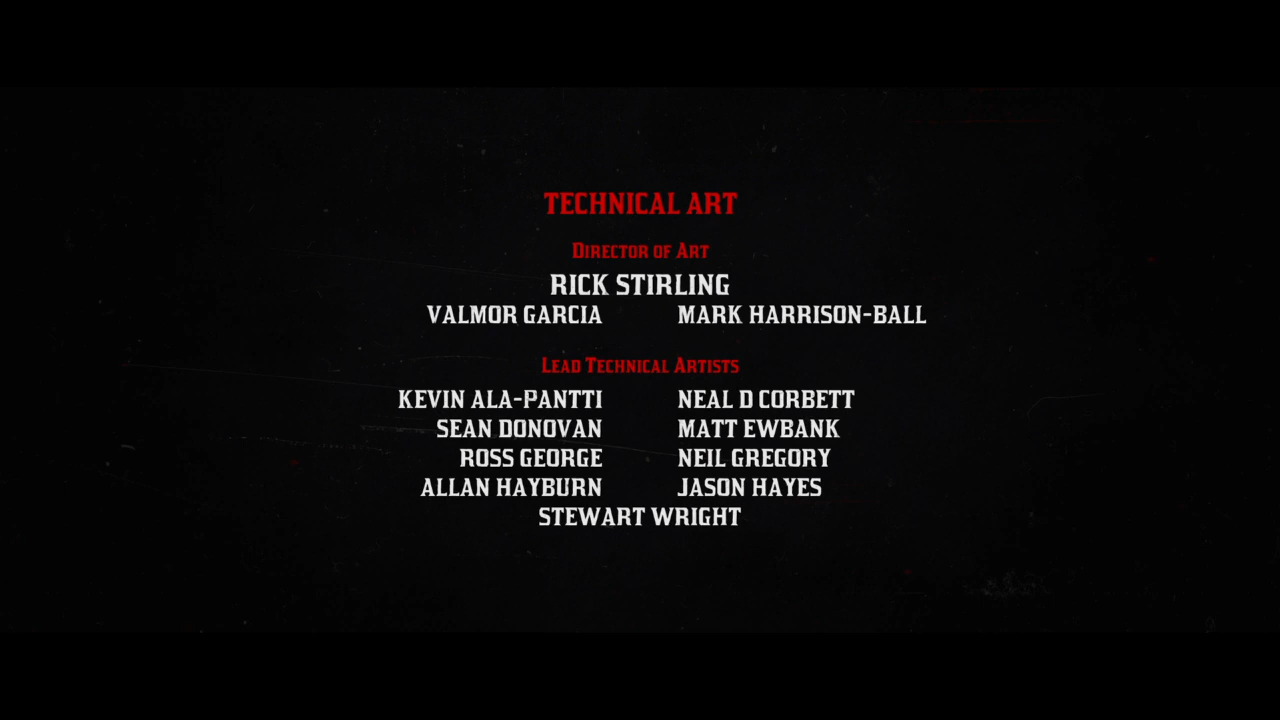 TECHNICAL ART
DIRECTOR OF ART
RICK STIRLING
VALMOR GARCIA MARK HARRISON-BALL
LEAD TECHNICAL ARTISTS
KEVIN ALA-PANTTI NEAL D CORBETT
SEAN DONOVAN MATT EWBANK
ROSS GEORGE NEIL GREGORY
ALLAN HAYBURN JASON HAYES
STEWART WRIGHT